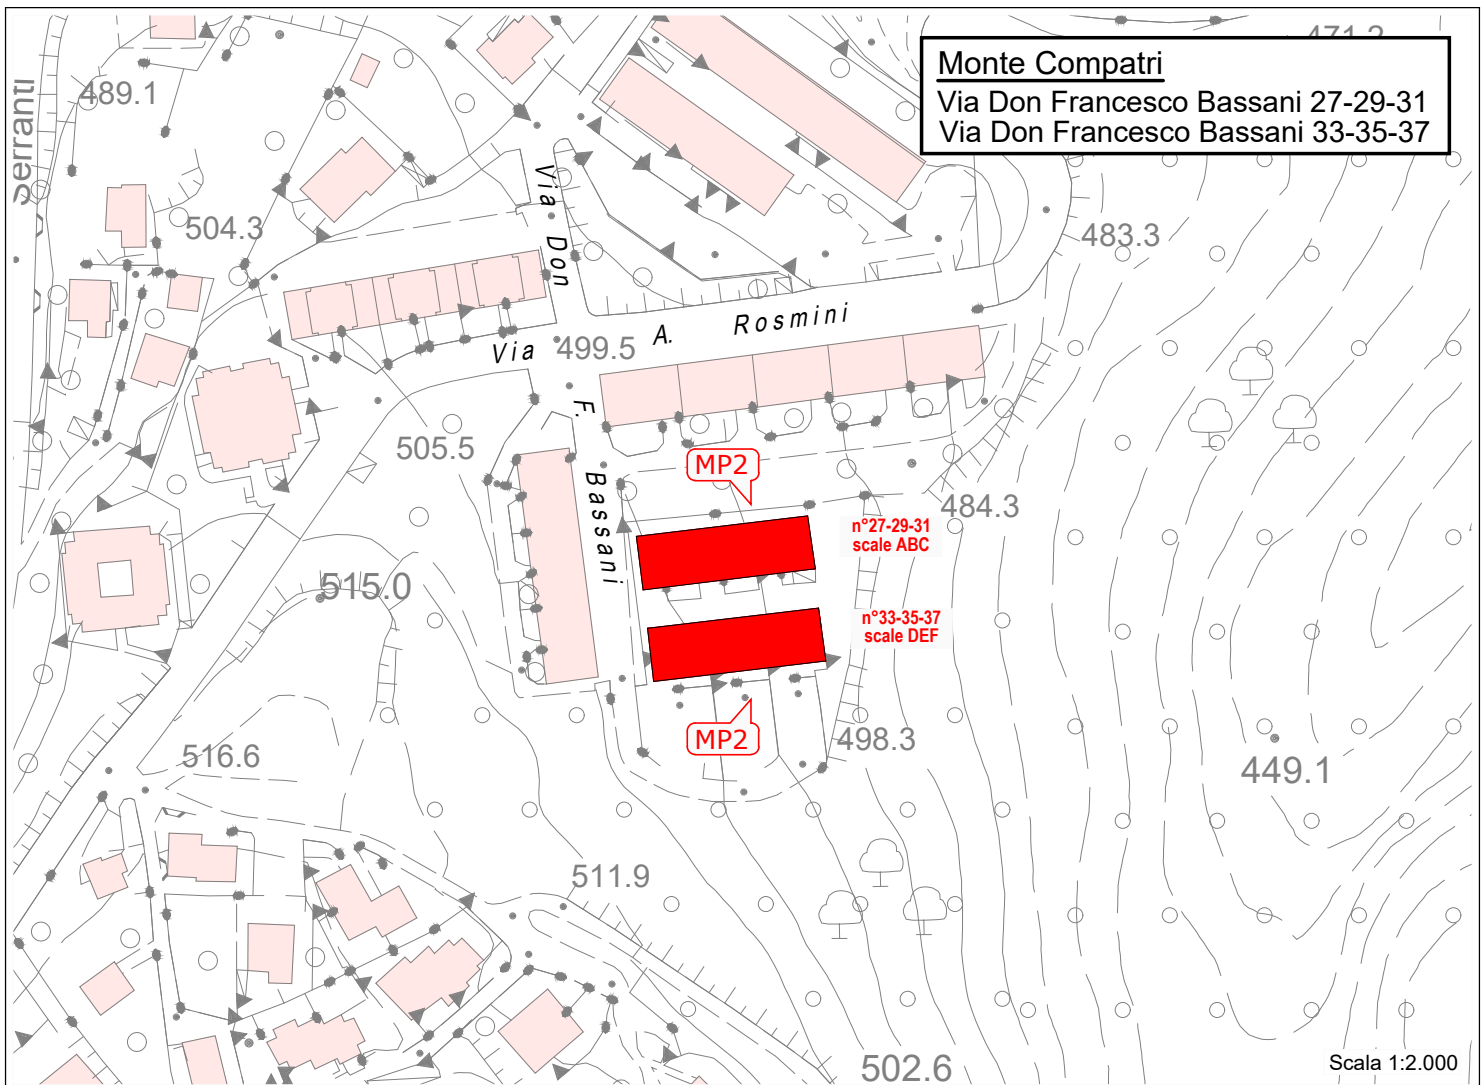 471.2
Monte Compatri
Via Don Francesco Bassani 27-29-31
Via Don Francesco Bassani 33-35-37
489.1
Serranti
504.3
Via Don
483.3
Via A. Rosmini
499.5
F. Bassani
505.5
MP2
484.3
n°27-29-31
scale ABC
515.0
n°33-35-37
scale DEF
MP2
498.3
516.6
449.1
511.9
502.6
Scala 1:2.000